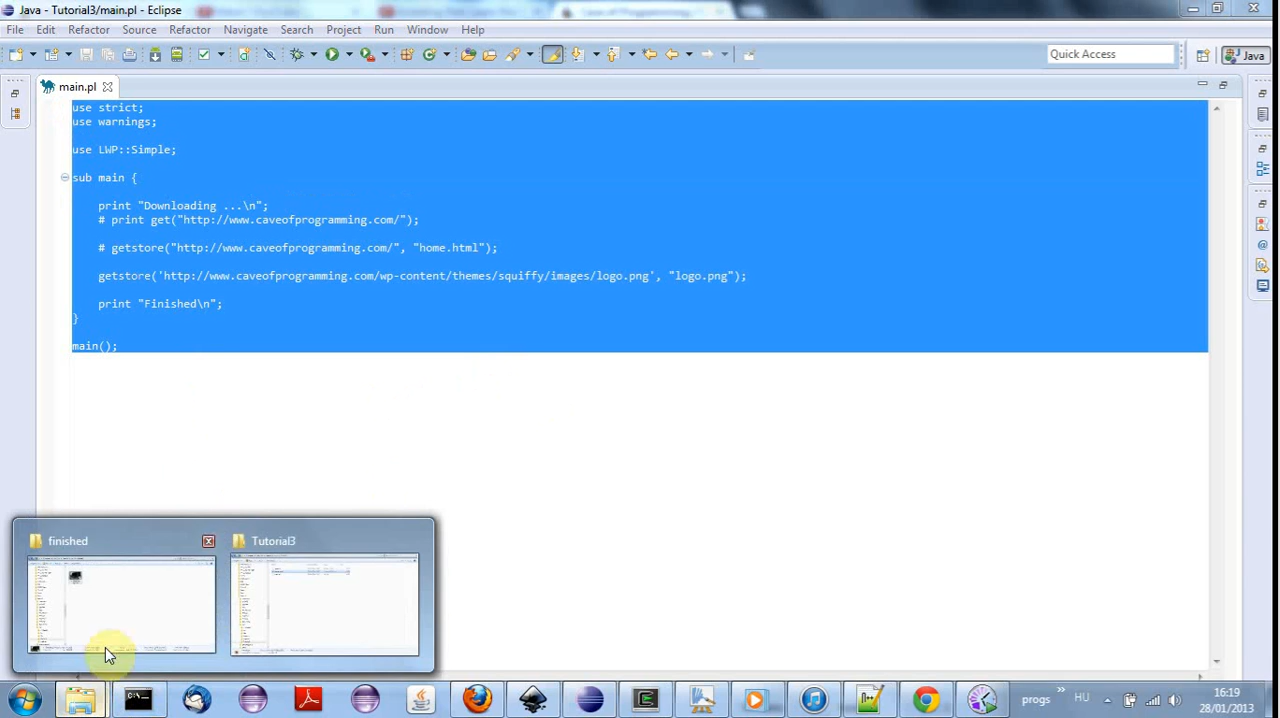 Java - Tutorial3/main.pl - Eclipse
File Edit Refactor Source Refactor Navigate Search Project Run Window Help
Quick Access
Java
main.pl
use strict;
use warnings;
use LWP::Simple;
sub main {
print "Downloading ...\n";
# print get("http://www.caveofprogramming.com/");
# getstore("http://www.caveofprogramming.com/", "home.html");
getstore('http://www.caveofprogramming.com/wp-content/themes/squiffy/images/logo.png', "logo.png");
print "Finished\n";
}
main();
finished
Tutorial3
progs
HU
16:19
28/01/2013